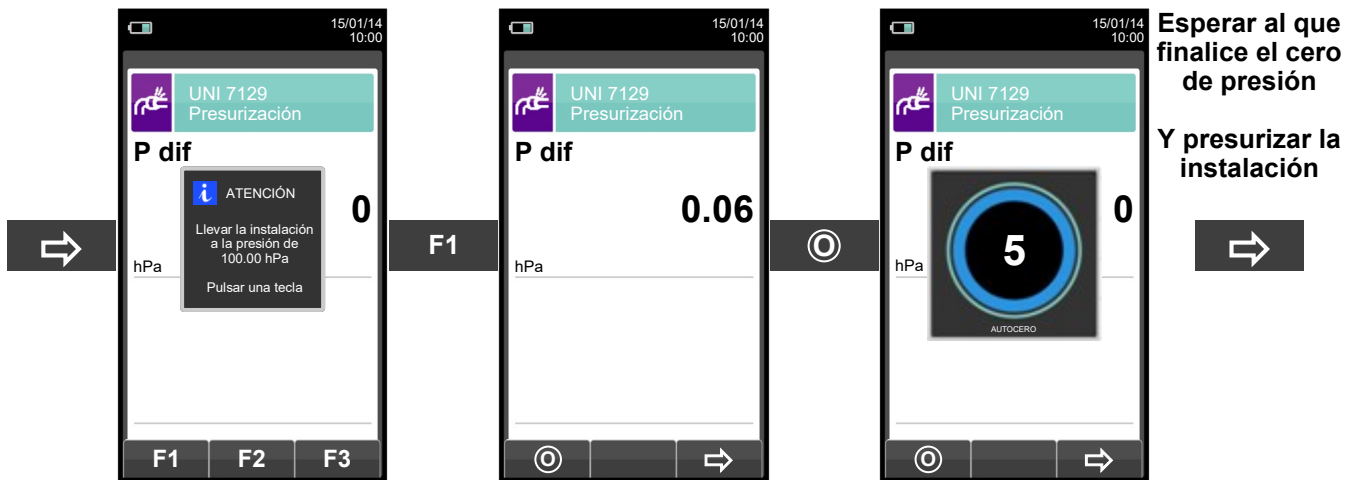 15/01/14
10:00
UNI 7129
Presurización
P dif
i ATENCIÓN
0
Llevar la instalación
a la presión de
100.00 hPa
hPa
Pulsar una tecla
F1 F2 F3
F1
15/01/14
10:00
UNI 7129
Presurización
P dif
0.06
hPa
15/01/14
10:00
UNI 7129
Presurización
P dif
0
5
hPa
AUTOCERO
Esperar al que
finalice el cero
de presión
Y presurizar la
instalación